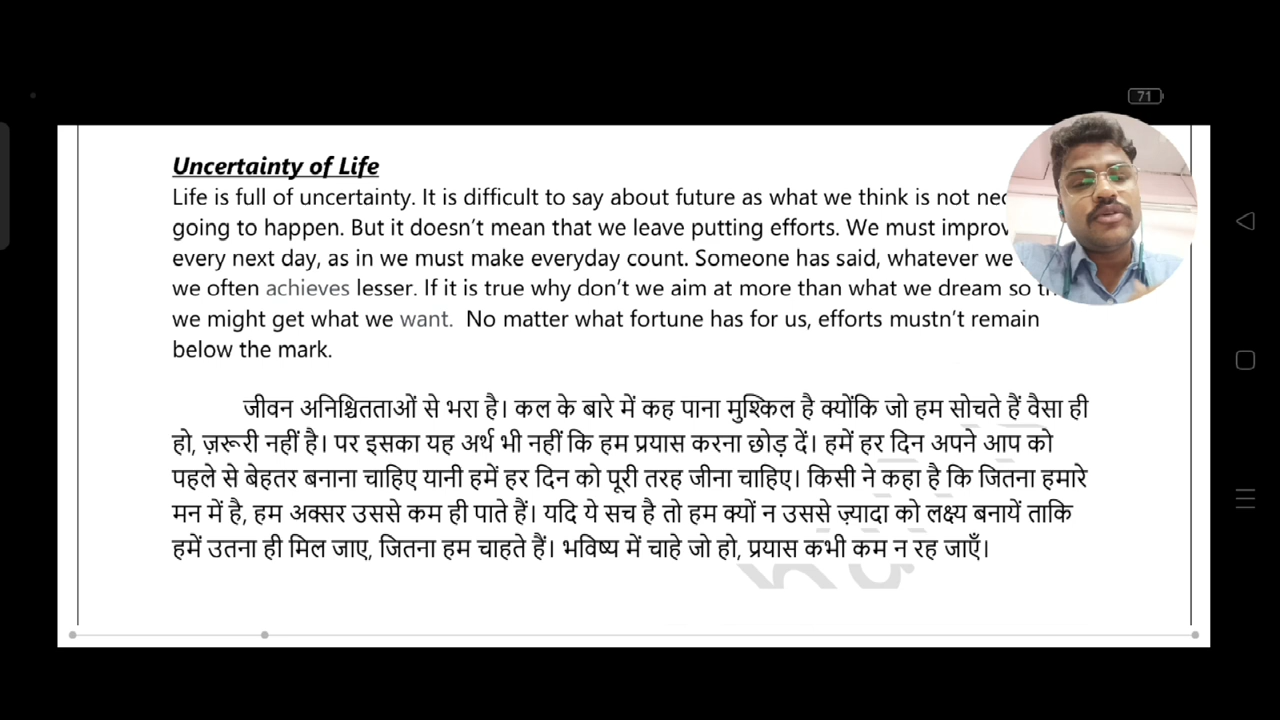 71
Uncertainty of Life
Life is full of uncertainty. It is difficult to say about future as what we think is not
going to happen. But it doesn't mean that we leave putting efforts. We must
every next day, as in we must make everyday count. Someone has said, whatever we
we often achieves lesser. If it is true why don't we aim at more than what we dream so
we might get what we want. No matter what fortune has for us, efforts mustn't remain
below the mark.
जीवन अनिश्चितताओं से भरा है। कल के बारे में कह पाना मुश्किल है क्योंकि जो हम सोचते हैं वैसा ही
हो, ज़रूरी नहीं है। पर इसका यह अर्थ भी नहीं कि हम प्रयास करना छोड़ दें। हमें हर दिन अपने आप को
पहले से बेहतर बनाना चाहिए यानी हमें हर दिन को पूरी तरह जीना चाहिए। किसी ने कहा है कि जितना हमारे
मन में है, हम अक्सर उससे कम ही पाते हैं। यदि ये सच है तो हम क्यों न उससे ज़्यादा को लक्ष्य बनायें ताकि
हमें उतना ही मिल जाए, जितना हम चाहते हैं। भविष्य में चाहे जो हो, प्रयास कभी कम न रह जाएँ।